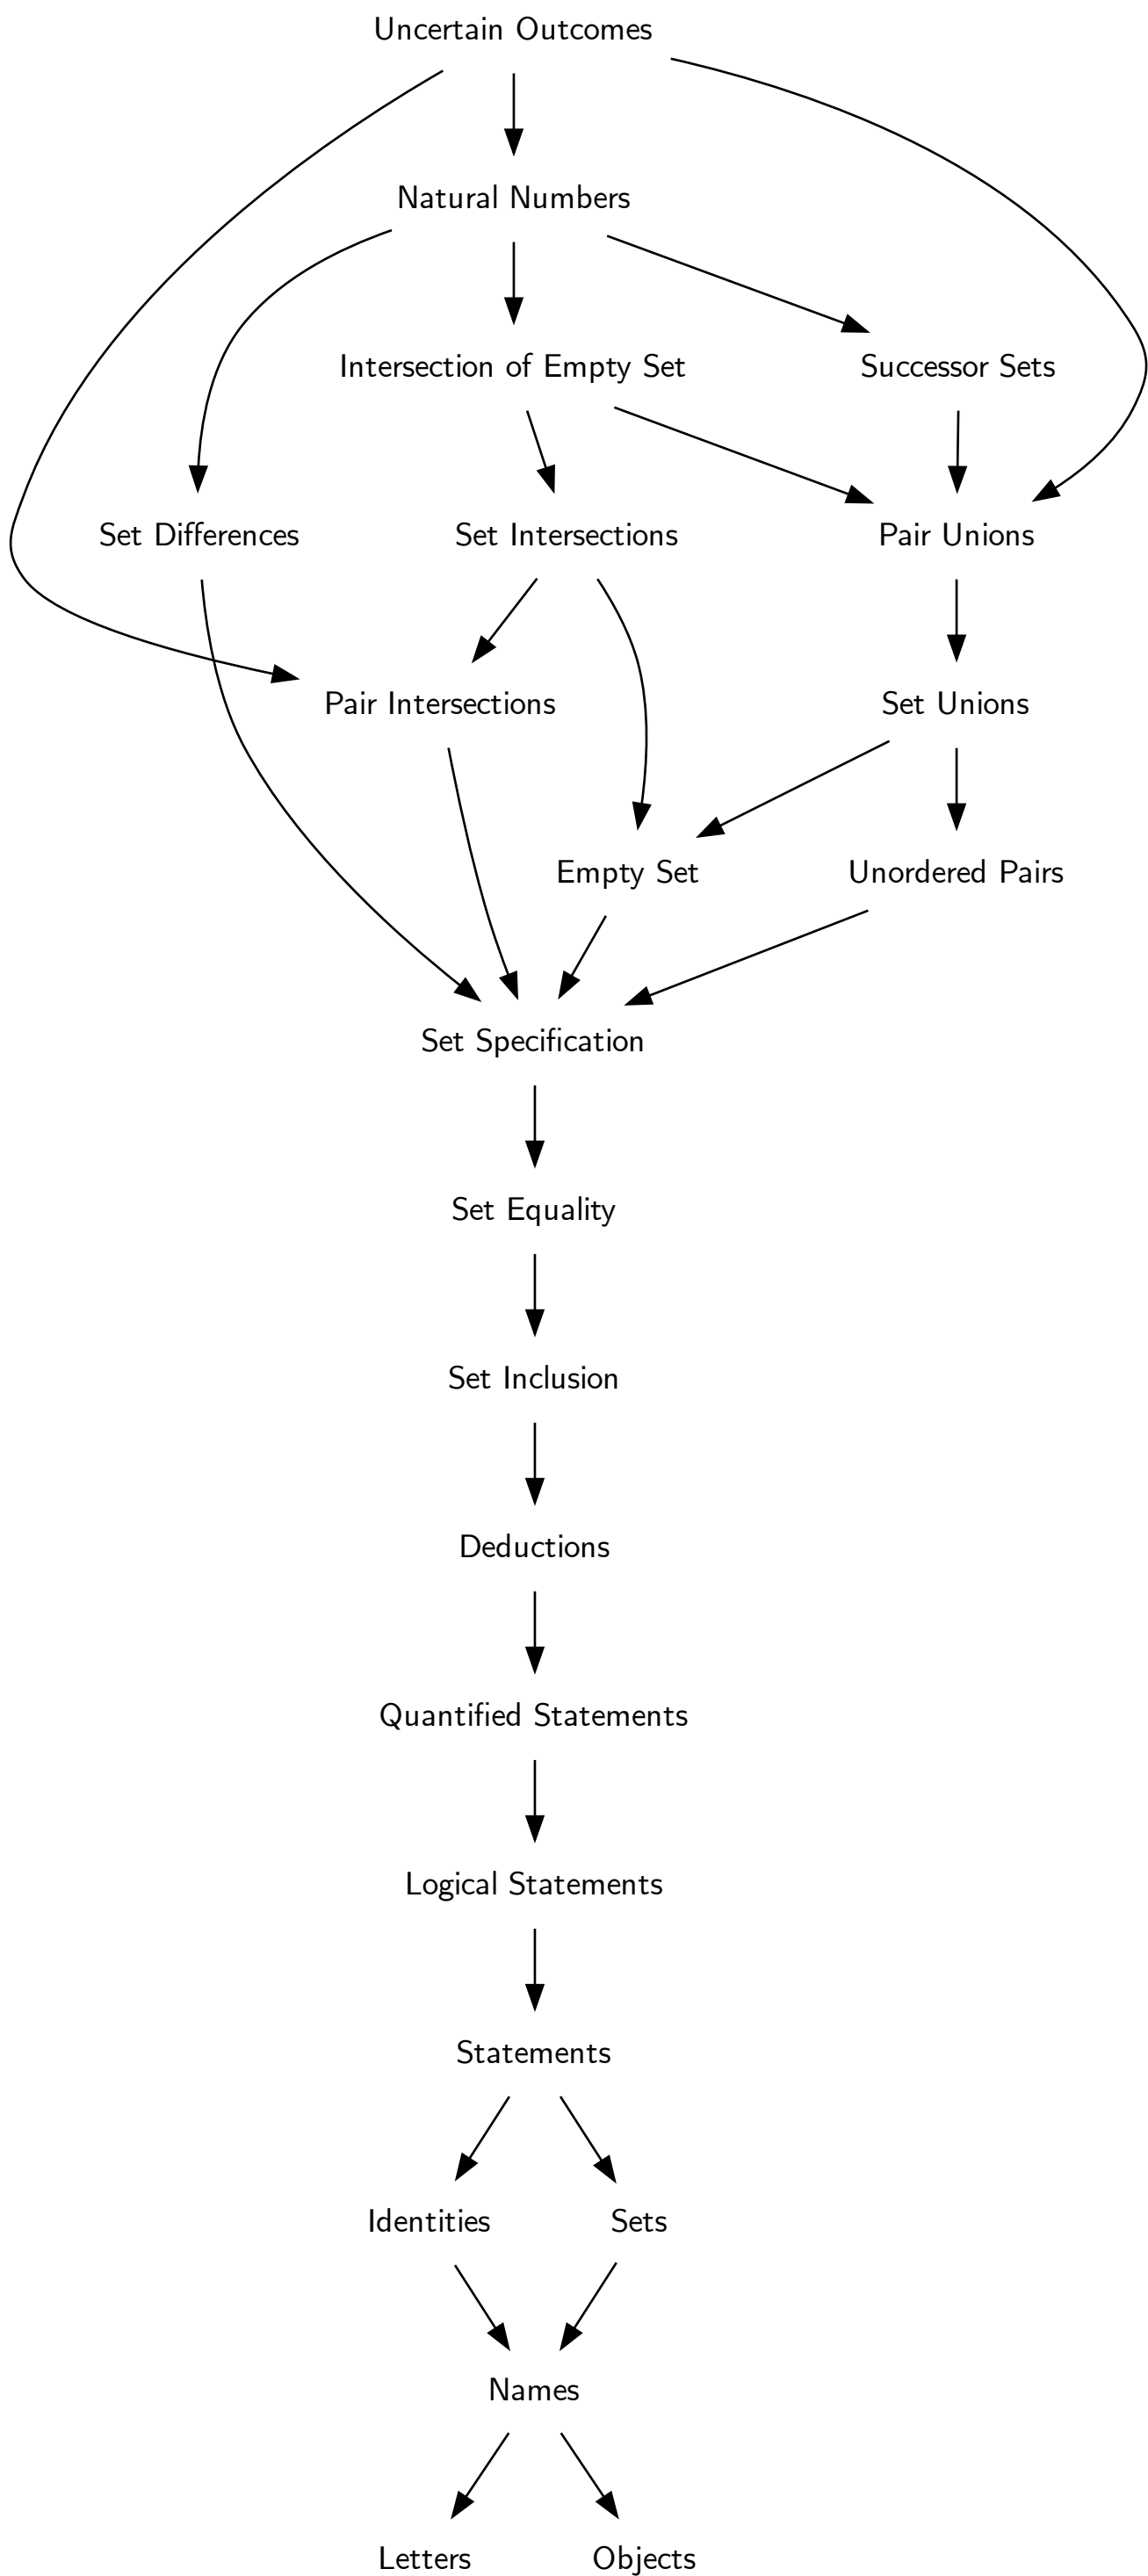 Uncertain Outcomes
Natural Numbers
Intersection of Empty Set
Successor Sets
Set Differences
Set Intersections
Pair Unions
Pair Intersections
Set Unions
Empty Set
Unordered Pairs
Set Specification
Set Equality
Set Inclusion
Deductions
Quantified Statements
Logical Statements
Statements
Identities
Sets
Names
Letters
Objects